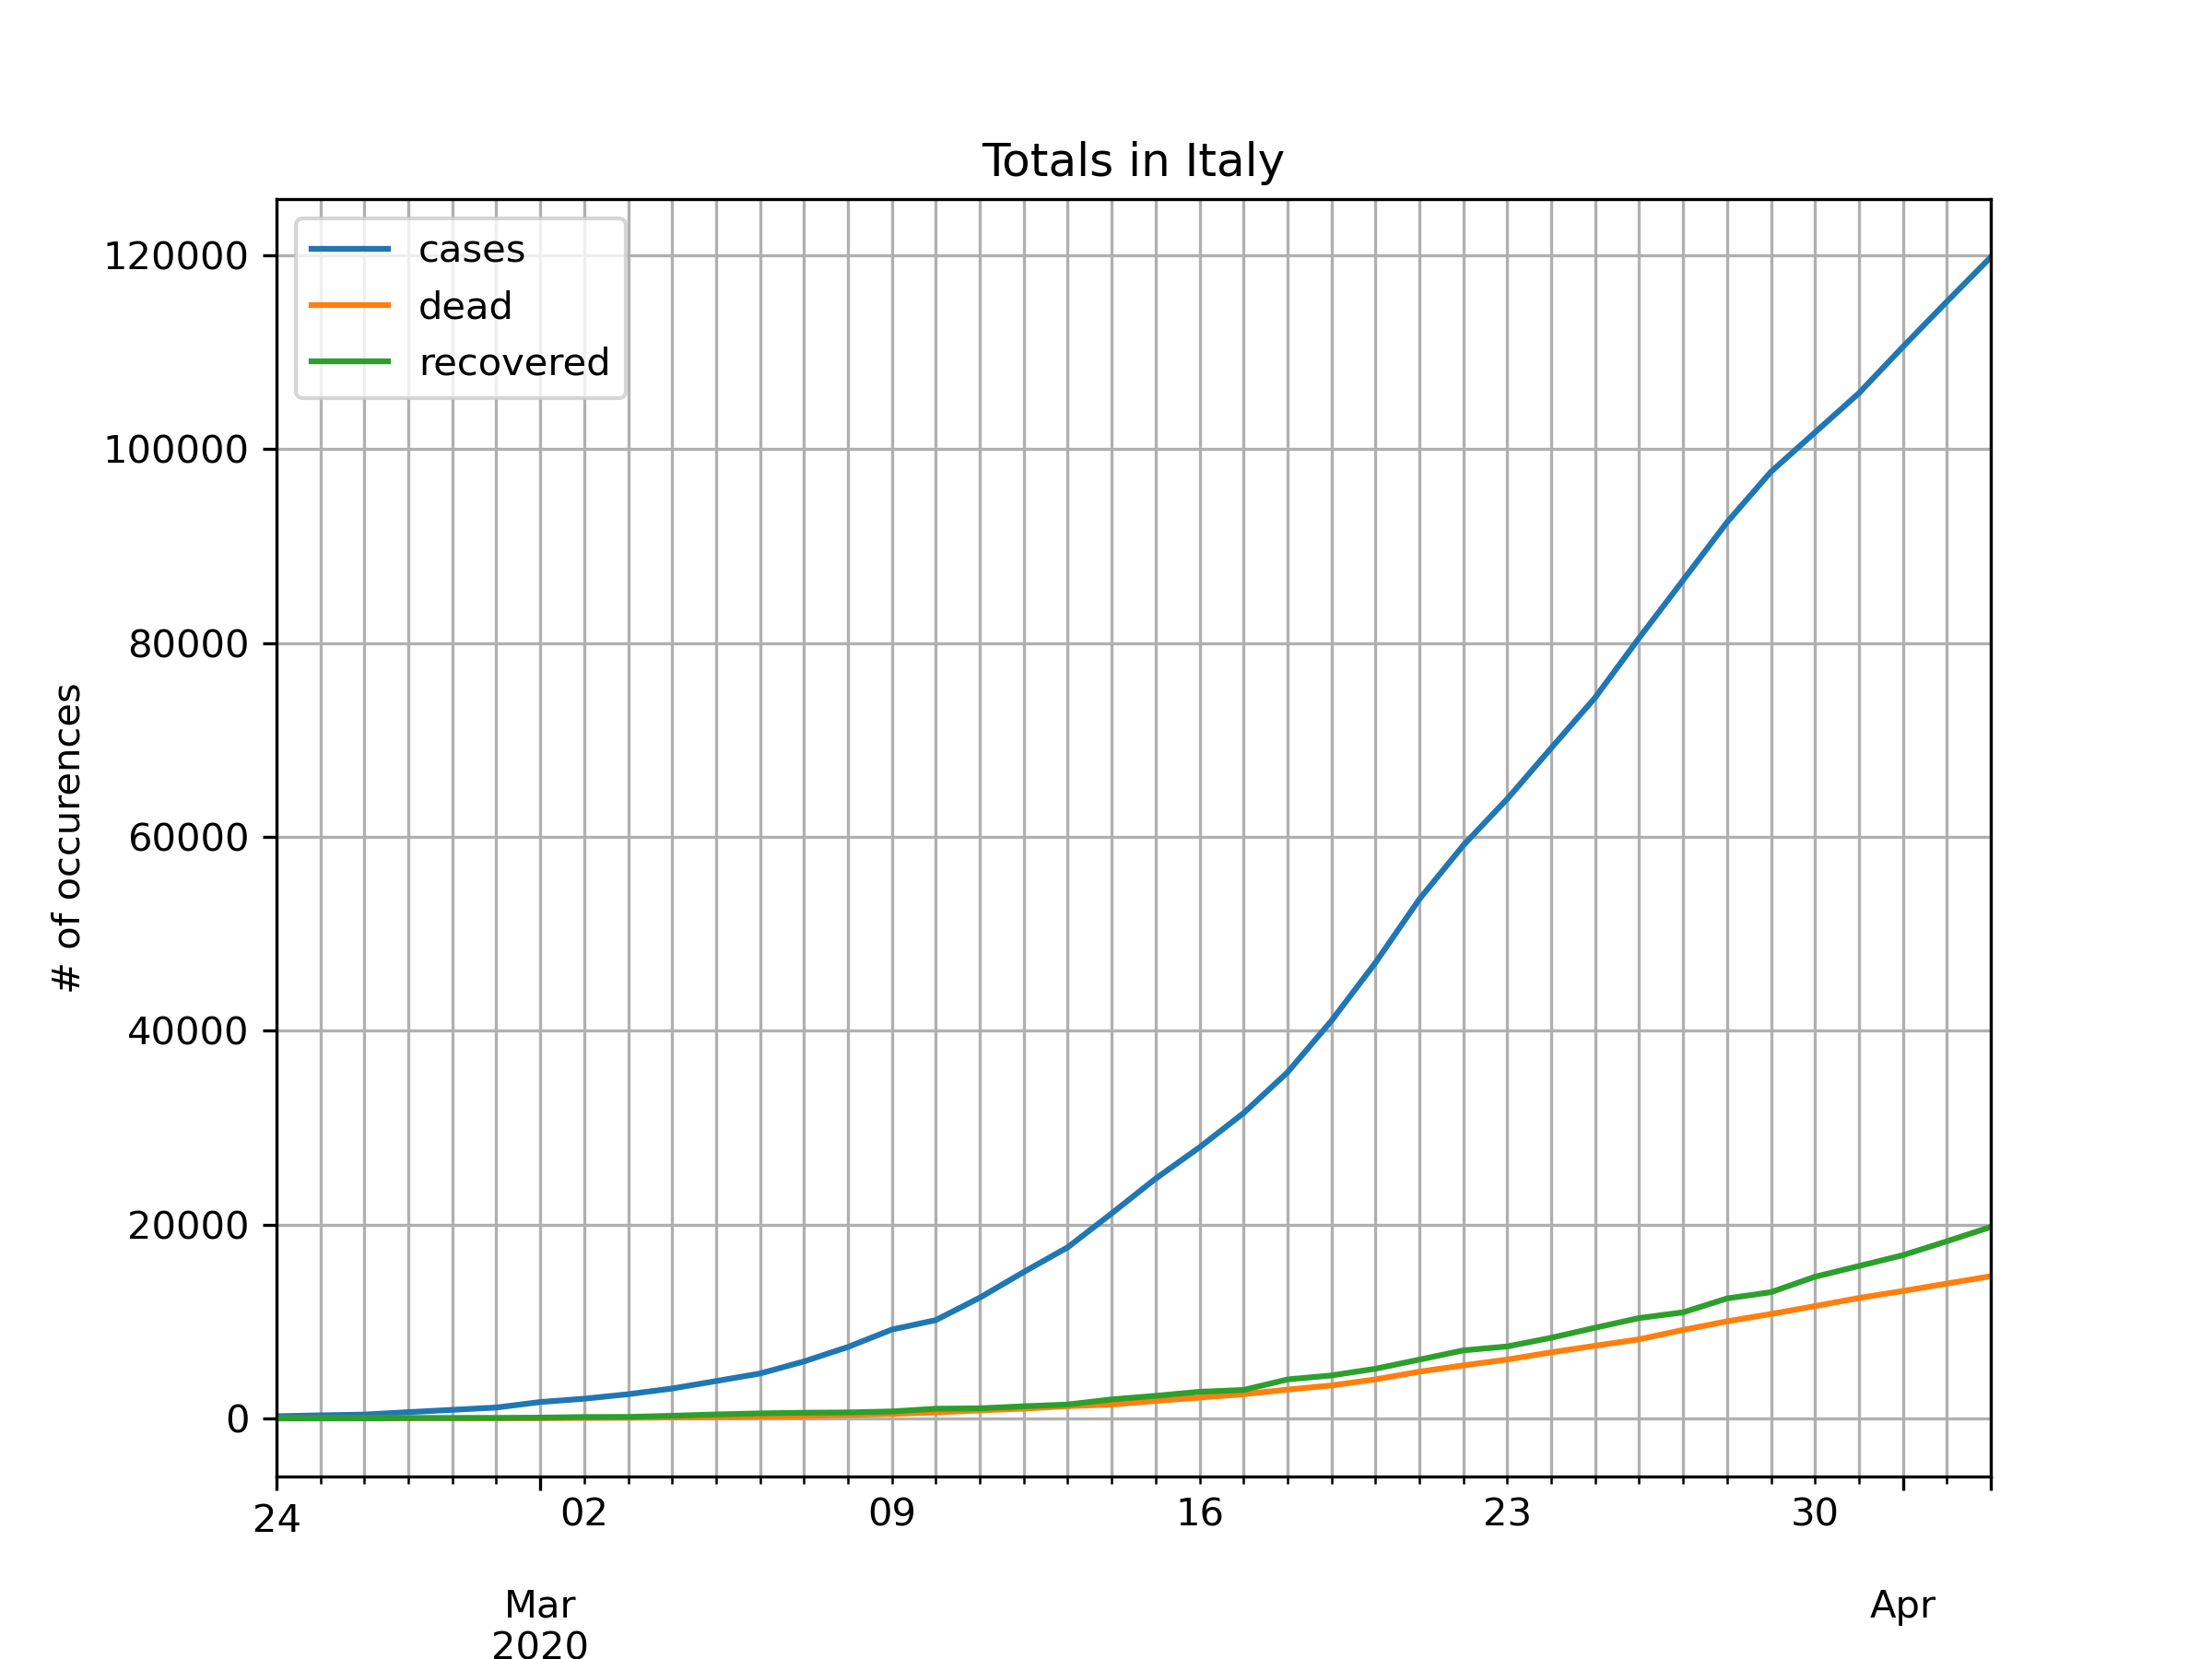 Totals in Italy
cases
dead
recovered
120000
100000
80000
60000
40000
20000
0
# of occurences
24 02 09 16 23 30
Mar Apr
2020